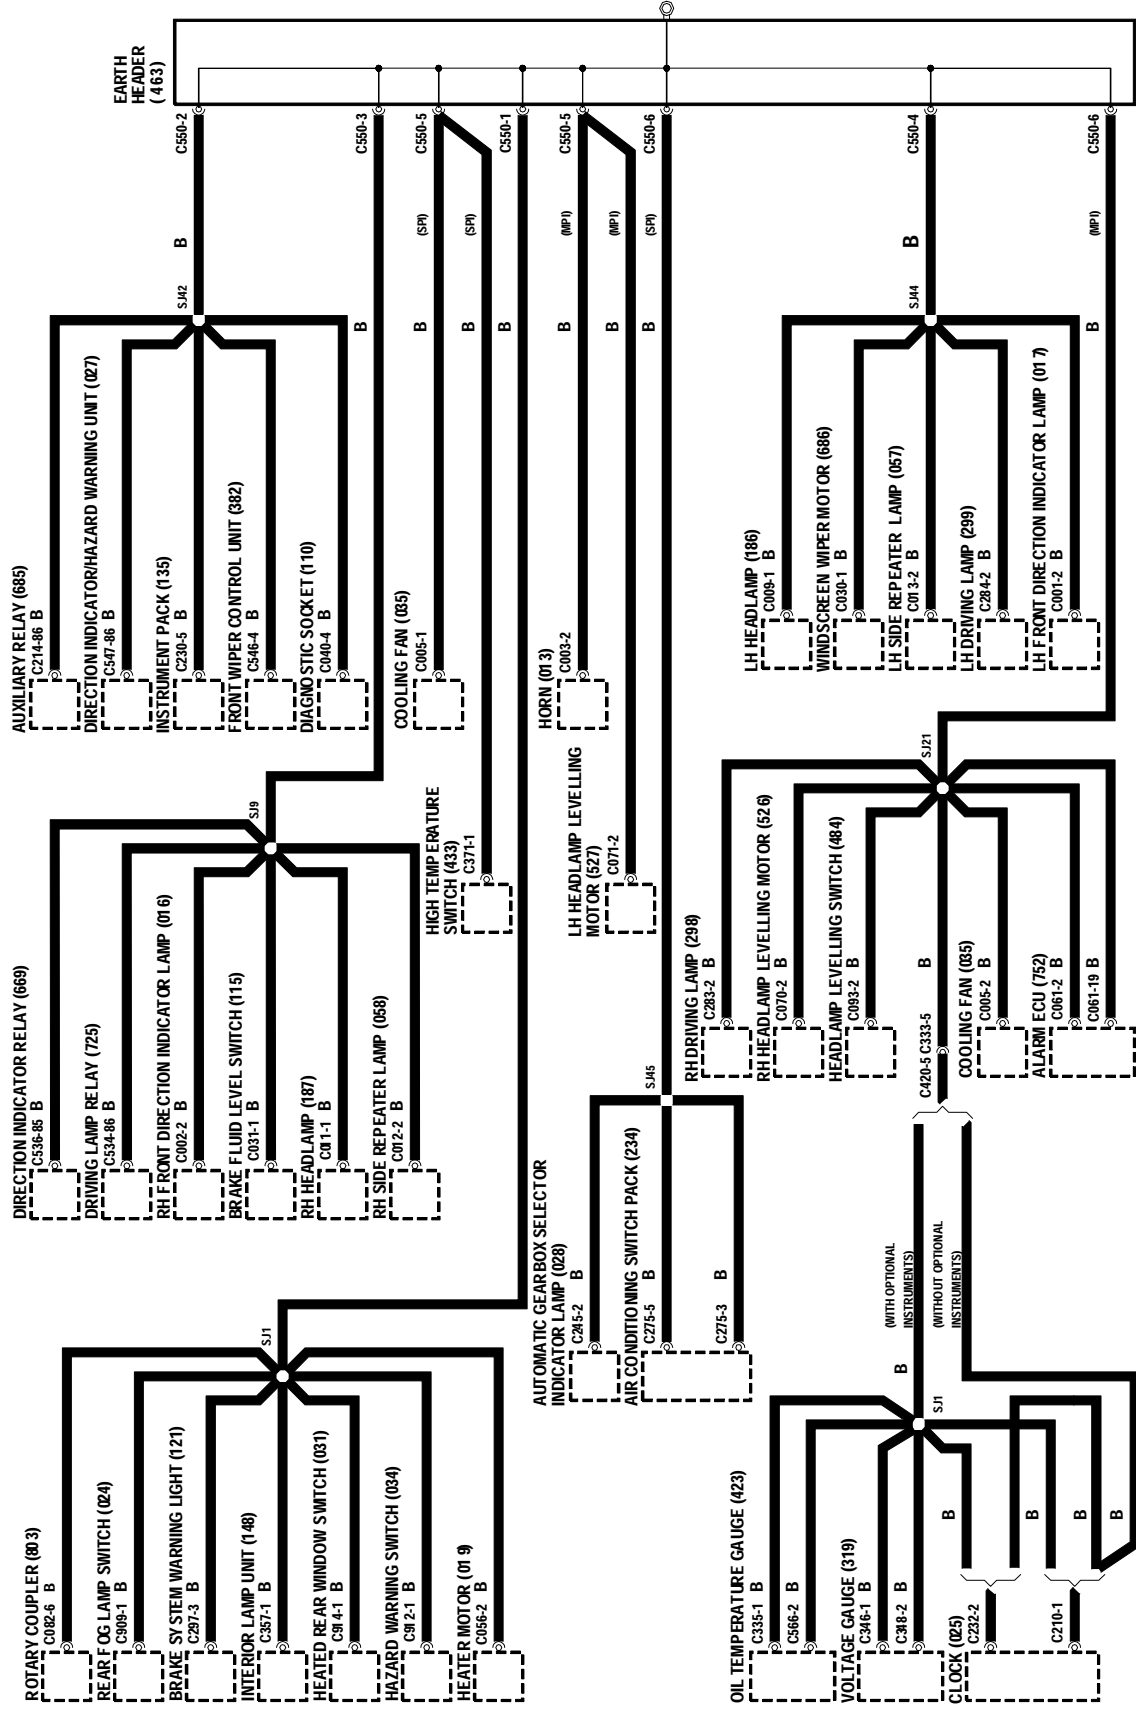 EARTH
HEADER
(463)
C550-2
C550-3
C550-5
C550-1
C550-5
C550-6
C550-4
C550-6
B
(SPI)
(SPI)
(MPI)
(MPI)
(SPI)
B
(MPI)
SJ42
B
B
B
B
B
B
B
SJ44
B
AUXILIARY RELAY (685)
C214-86 B
DIRECTION INDICATOR/HAZARD WARNING UNIT (027)
C547-86 B
INSTRUMENT PACK (135)
C230-5 B
FRONT WIPER CONTROL UNIT (382)
C546-4 B
DIAGNOSTIC SOCKET (110)
C040-4 B
COOLING FAN (035)
C005-1
HORN (013)
C003-2
LH HEADLAMP (186)
C009-1 B
WINDSCREEN WIPER MOTOR (686)
C030-1 B
LH SIDE REPEATER LAMP (057)
C013-2 B
LH DRIVING LAMP (299)
C284-2 B
LH FRONT DIRECTION INDICATOR LAMP (017)
C001-2 B
SJ9
HIGH TEMPERATURE
SWITCH (433)
C371-1
LH HEADLAMP LEVELLING
MOTOR (527)
C071-2
SJ21
DIRECTION INDICATOR RELAY (669)
C536-85 B
DRIVING LAMP RELAY (725)
C534-86 B
RH FRONT DIRECTION INDICATOR LAMP (016)
C002-2 B
BRAKE FLUID LEVEL SWITCH (115)
C031-1 B
RH HEADLAMP (187)
C011-1 B
RH SIDE REPEATER LAMP (058)
C012-2 B
RH DRIVING LAMP (298)
C283-2 B
RH HEADLAMP LEVELLING MOTOR (526)
C070-2 B
HEADLAMP LEVELLING SWITCH (484)
C093-2 B
C420-5 C333-5 B
COOLING FAN (035)
C005-2 B
ALARM ECU (752)
C061-2 B
C061-19 B
SJ45
AUTOMATIC GEARBOX SELECTOR
INDICATOR LAMP (028)
C245-2 B
AIR CONDITIONING SWITCH PACK (234)
C275-5 B
C275-3 B
(WITH OPTIONAL
INSTRUMENTS)
(WITHOUT OPTIONAL
INSTRUMENTS)
SJ1
B
SJ1
ROTARY COUPLER (803)
C082-6 B
REAR FOG LAMP SWITCH (024)
C909-1 B
BRAKE SYSTEM WARNING LIGHT (121)
C297-3 B
INTERIOR LAMP UNIT (148)
C357-1 B
HEATED REAR WINDOW SWITCH (031)
C914-1 B
HAZARD WARNING SWITCH (034)
C912-1 B
HEATER MOTOR (019)
C056-2 B
OIL TEMPERATURE GAUGE (423)
C335-1 B
C566-2 B
VOLTAGE GAUGE (319)
C346-1 B
C348-2 B
CLOCK (025)
C232-2
C210-1
B
B
B
B